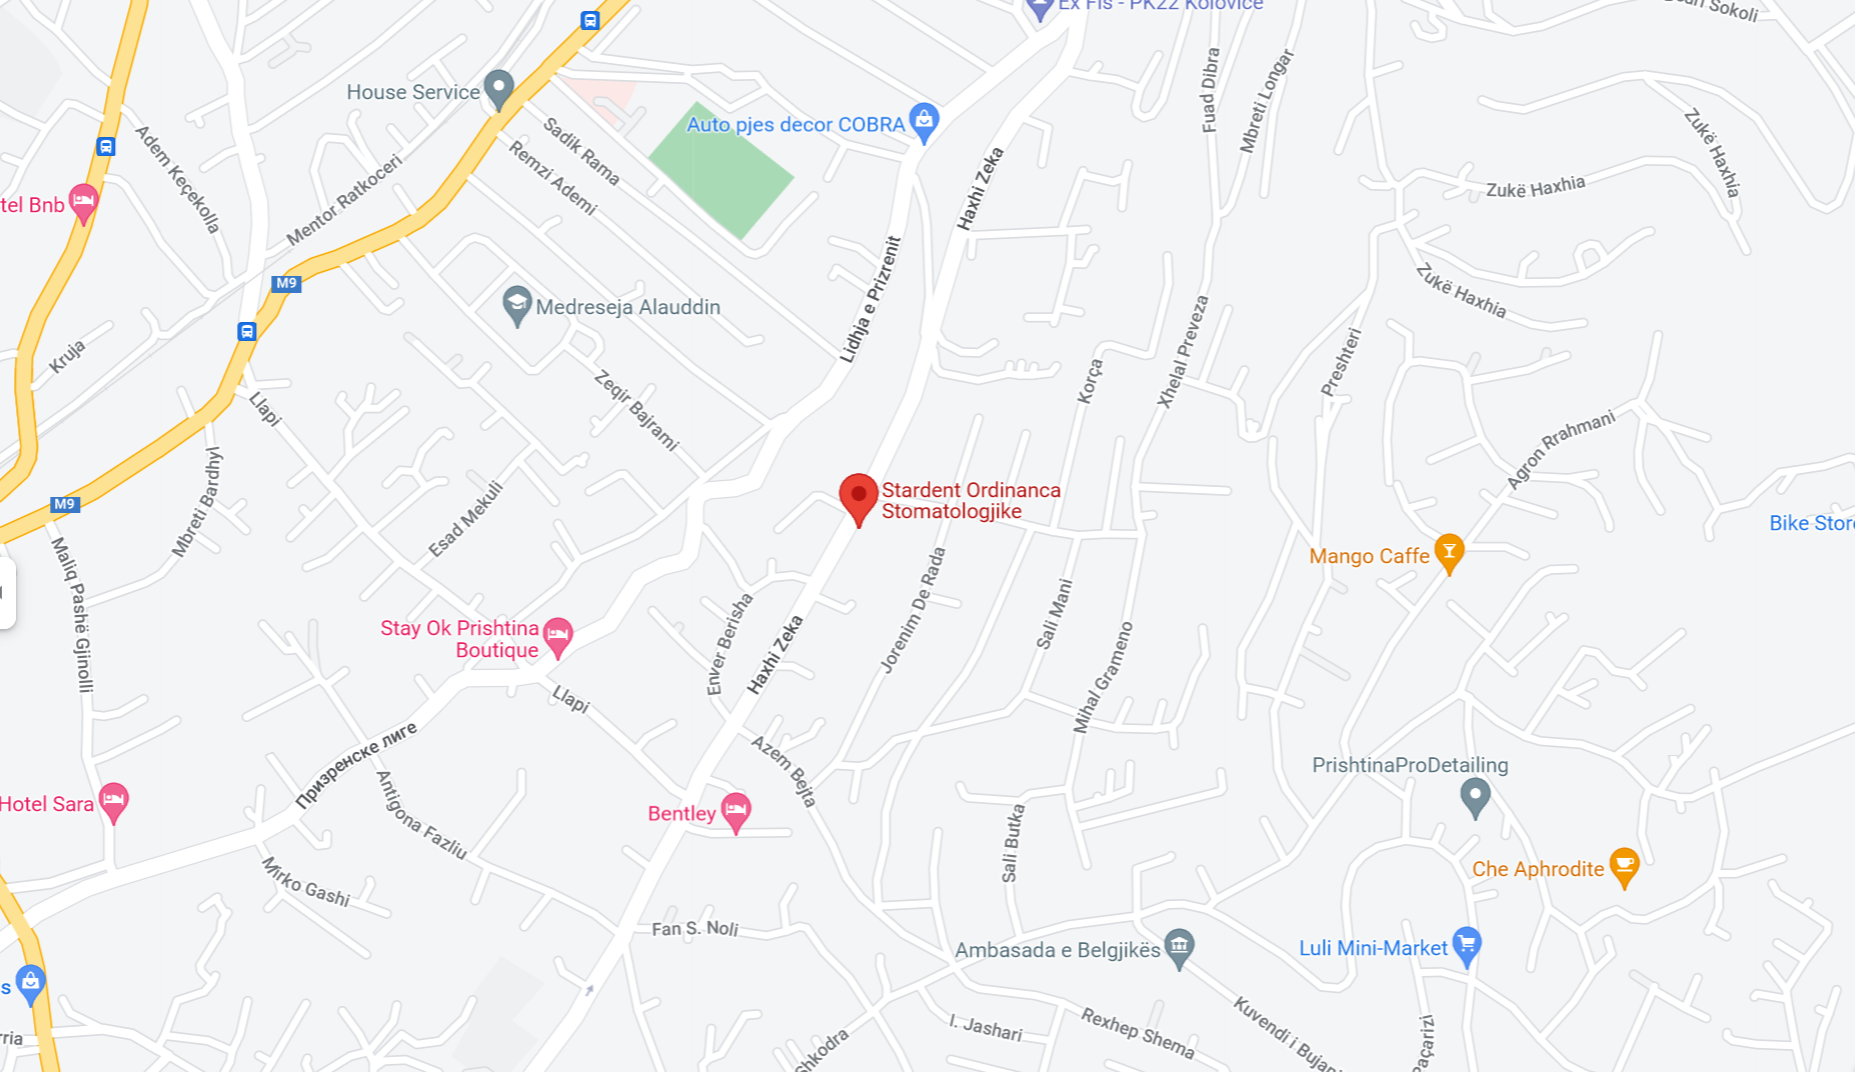 Ex Fis - PK22 Kolovice
Sokoli
House Service
Auto pjes decor COBRA
Fuad Dibra
Mbreti Longar
Adem Keçekolla
Sadik Rama
Remzi Ademi
Mentor Ratkoceri
Haxhi Zeka
Zukë Haxhia
Zukë Haxhia
tel Bnb
Lidhja e Prizrenit
M9
Medreseja Alauddin
Zukë Haxhia
Kruja
Xhelal Preveza
Preshteri
Korça
Llapi
Zeqir Bajrami
Agron Rrahmani
M9
Mbreti Bardhyl
Esad Mekuli
Stardent Ordinanca
Stomatologjike
Bike Store
Mango Caffe
Maliq Pashë Gjinolli
Jorenim De Rada
Sali Mani
Enver Berisha
Haxhi Zeka
Mihal Grameno
Stay Ok Prishtina
Boutique
Llapi
Призренске лиге
Azem Bejta
PrishtinaProDetailing
Hotel Sara
Bentley
Antigona Fazliu
Sali Butka
Mirko Gashi
Che Aphrodite
Fan S. Noli
Ambasada e Belgjikës
Luli Mini-Market
s
I. Jashari
Rexhep Shema
Kuvendi i Bujan
rria
Shkodra